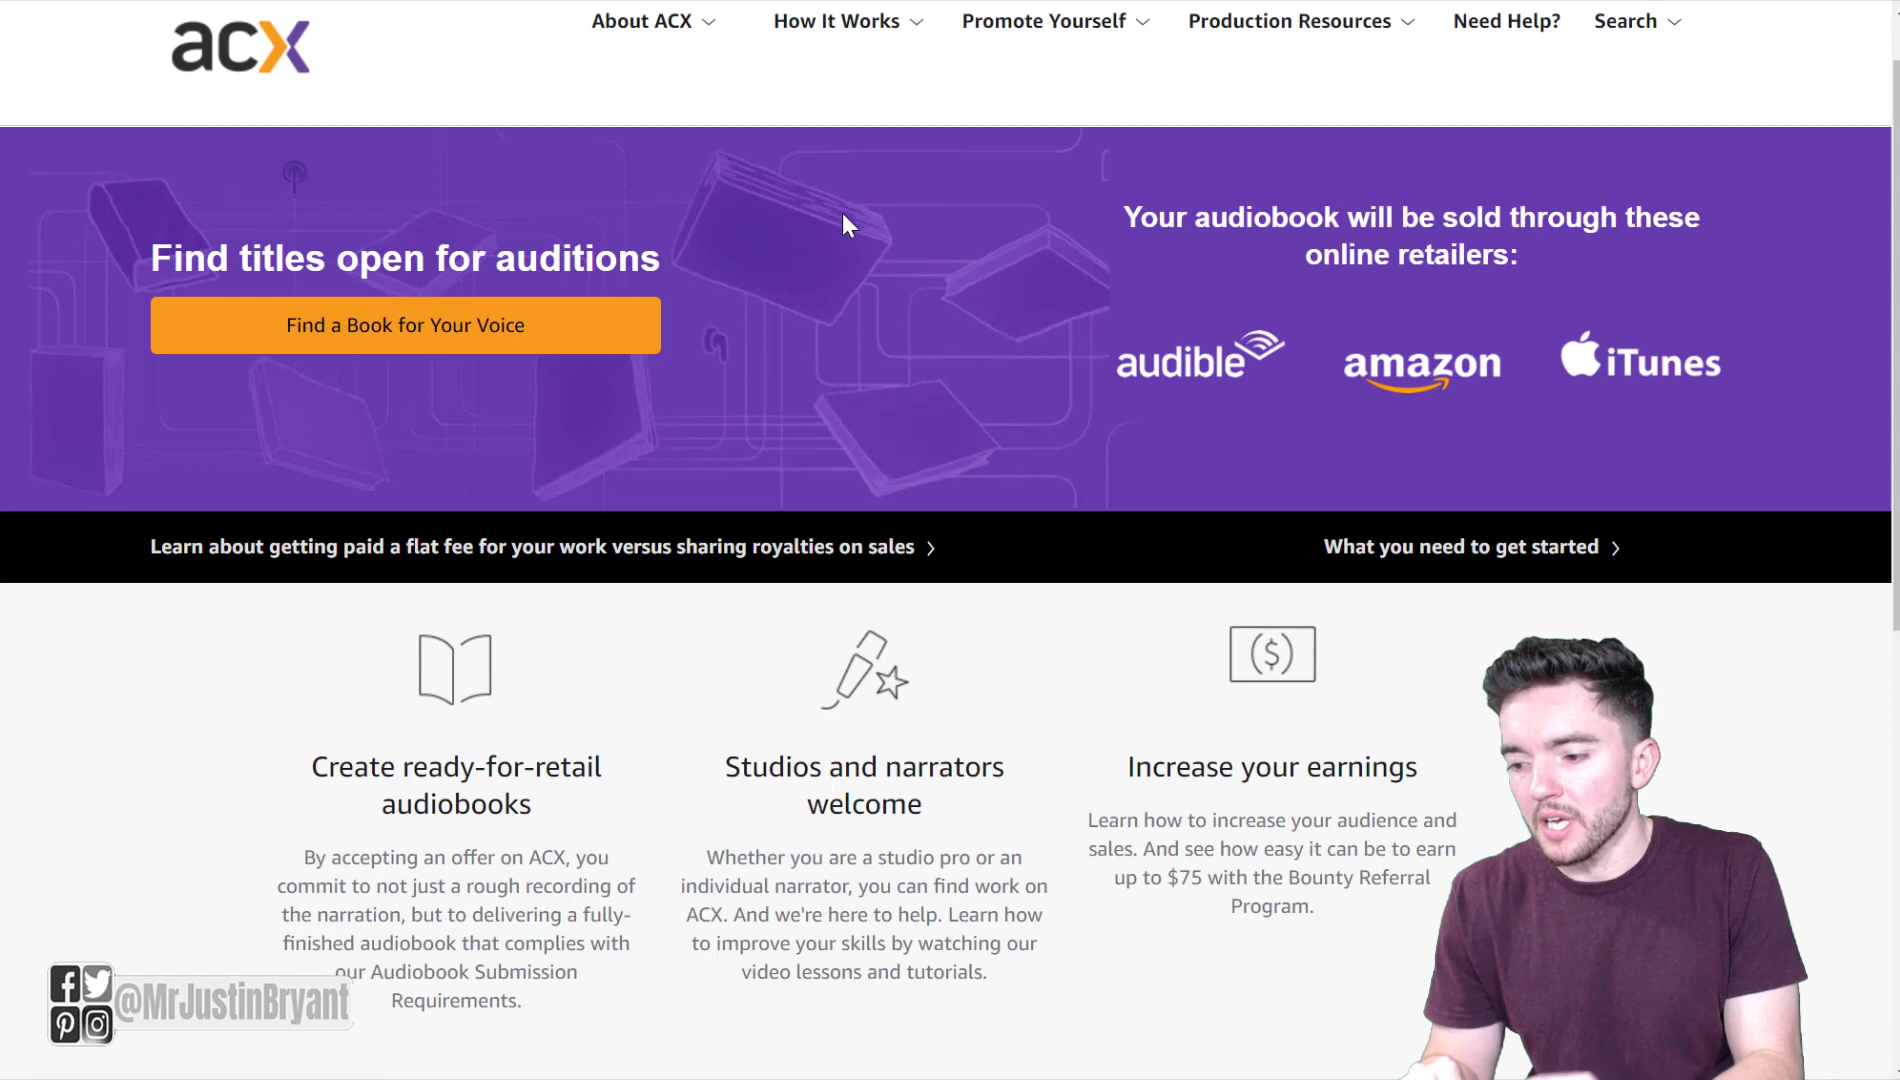 acx
About ACX
How It Works
Promote Yourself
Production Resources
Need Help?
Search
Find titles open for auditions
Find a Book for Your Voice
Your audiobook will be sold through these
online retailers:
audible
amazon
iTunes
Learn about getting paid a flat fee for your work versus sharing royalties on sales
What you need to get started
Create ready-for-retail
audiobooks
By accepting an offer on ACX, you
commit to not just a rough recording of
the narration, but to delivering a fully-
finished audiobook that complies with
our Audiobook Submission
Requirements.
Studios and narrators
welcome
Whether you are a studio pro or an
individual narrator, you can find work on
ACX. And we're here to help. Learn how
to improve your skills by watching our
video lessons and tutorials.
Increase your earnings
Learn how to increase your audience and
sales. And see how easy it can be to earn
up to $75 with the Bounty Referral
Program.
@MrJustinBryant